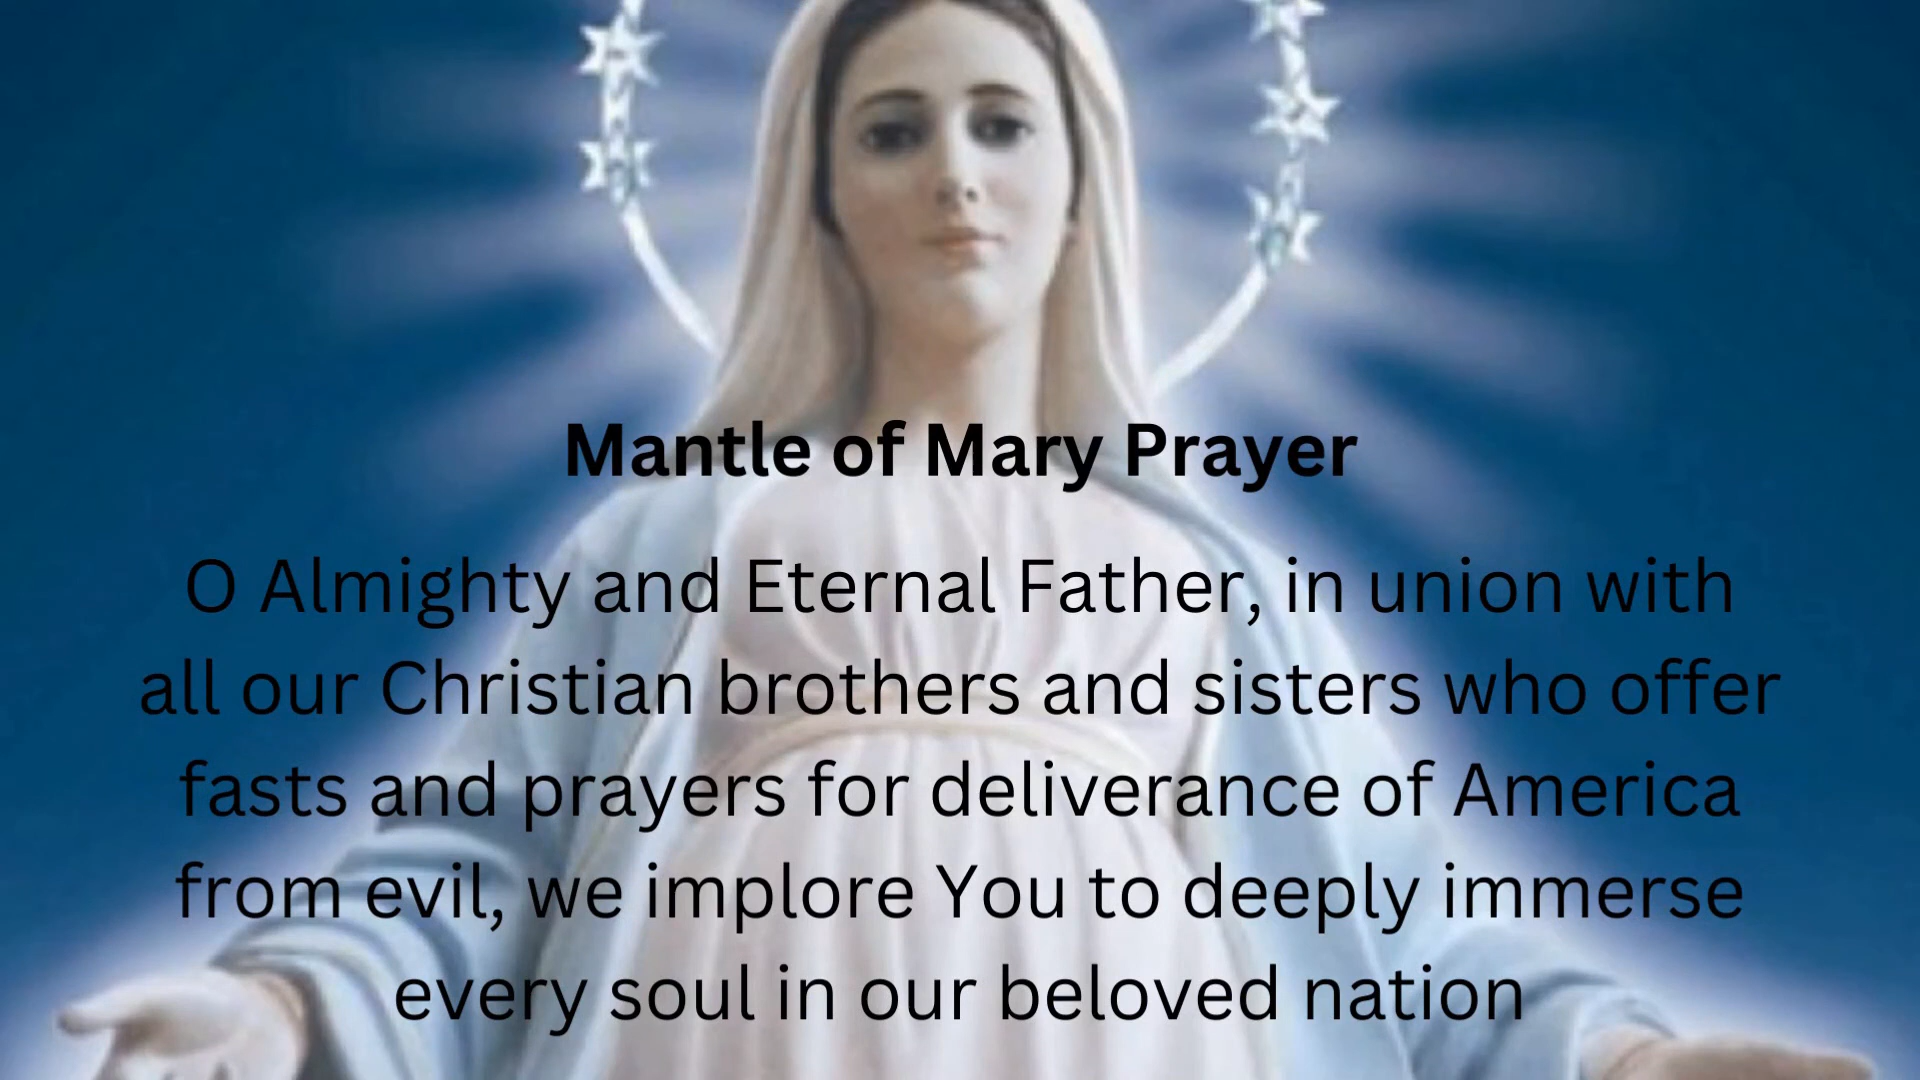 Mantle of Mary Prayer
O Almighty and Eternal Father, in union with
all our Christian brothers and sisters who offer
fasts and prayers for deliverance of America
from evil, we implore You to deeply immerse
every soul in our beloved nation